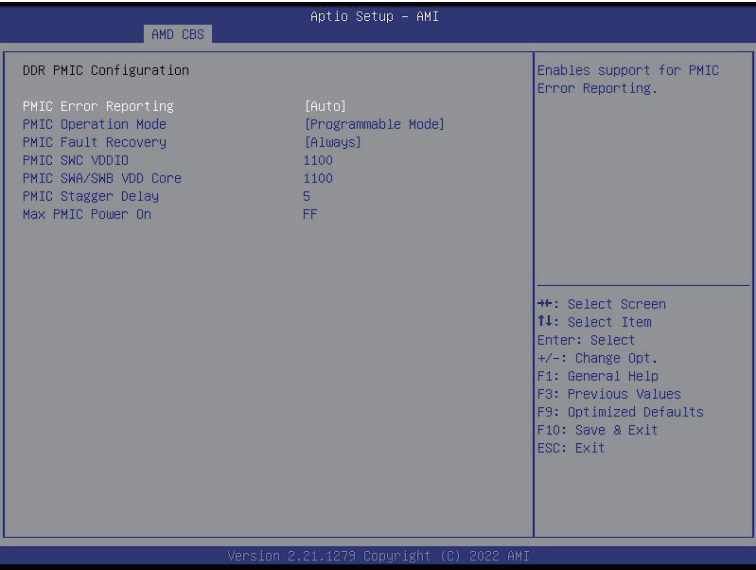 Aptio Setup – AMI
AMD CBS
DDR PMIC Configuration
PMIC Error Reporting [Auto]
PMIC Operation Mode [Programmable Mode]
PMIC Fault Recovery [Always]
PMIC SWC VDDIO 1100
PMIC SWA/SWB VDD Core 1100
PMIC Stagger Delay 5
Max PMIC Power On FF
Enables support for PMIC
Error Reporting.
→←: Select Screen
↑↓: Select Item
Enter: Select
+/-: Change Opt.
F1: General Help
F3: Previous Values
F9: Optimized Defaults
F10: Save & Exit
ESC: Exit
Version 2.21.1279 Copyright (C) 2022 AMI